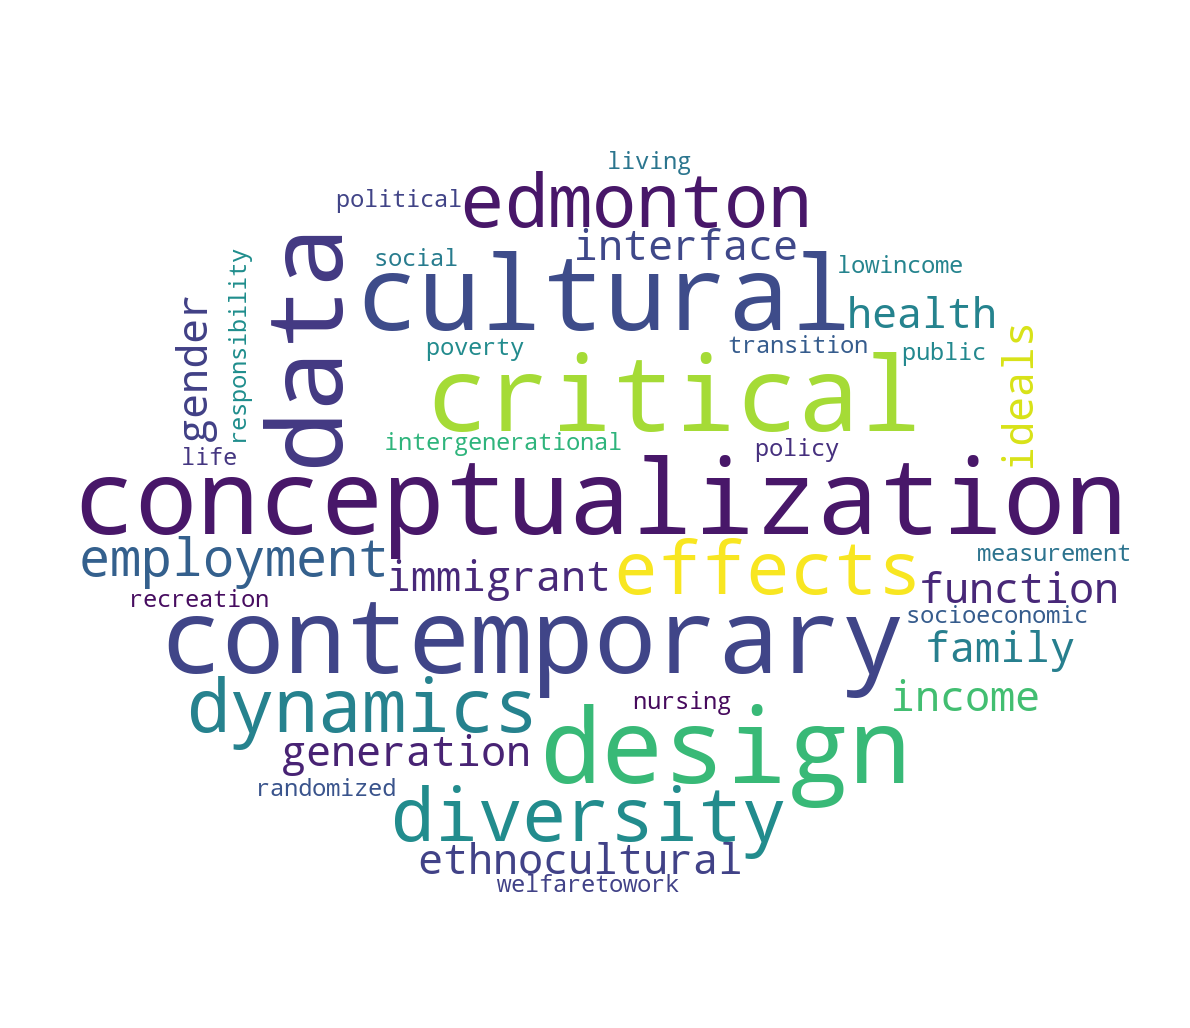 living
political
edmonton
interface
social
cultural
lowincome
data
responsibility
gender
health
poverty
transition
public
critical
ideals
intergenerational
policy
life
conceptualization
employment
immigrant
effects
measurement
function
recreation
contemporary
socioeconomic
family
dynamics
nursing
income
design
generation
randomized
diversity
ethnocultural
welfaretowork